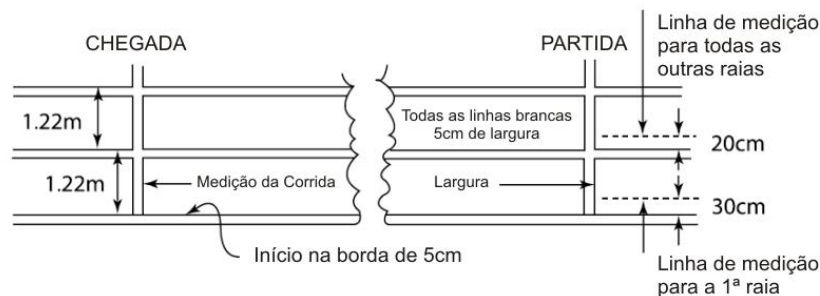 CHEGADA
PARTIDA
Linha de medição
para todas as
outras raias
1.22m
Todas as linhas brancas
5cm de largura
20cm
1.22m
Medição da Corrida
Largura
30cm
Início na borda de 5cm
Linha de medição
para a 1ª raia